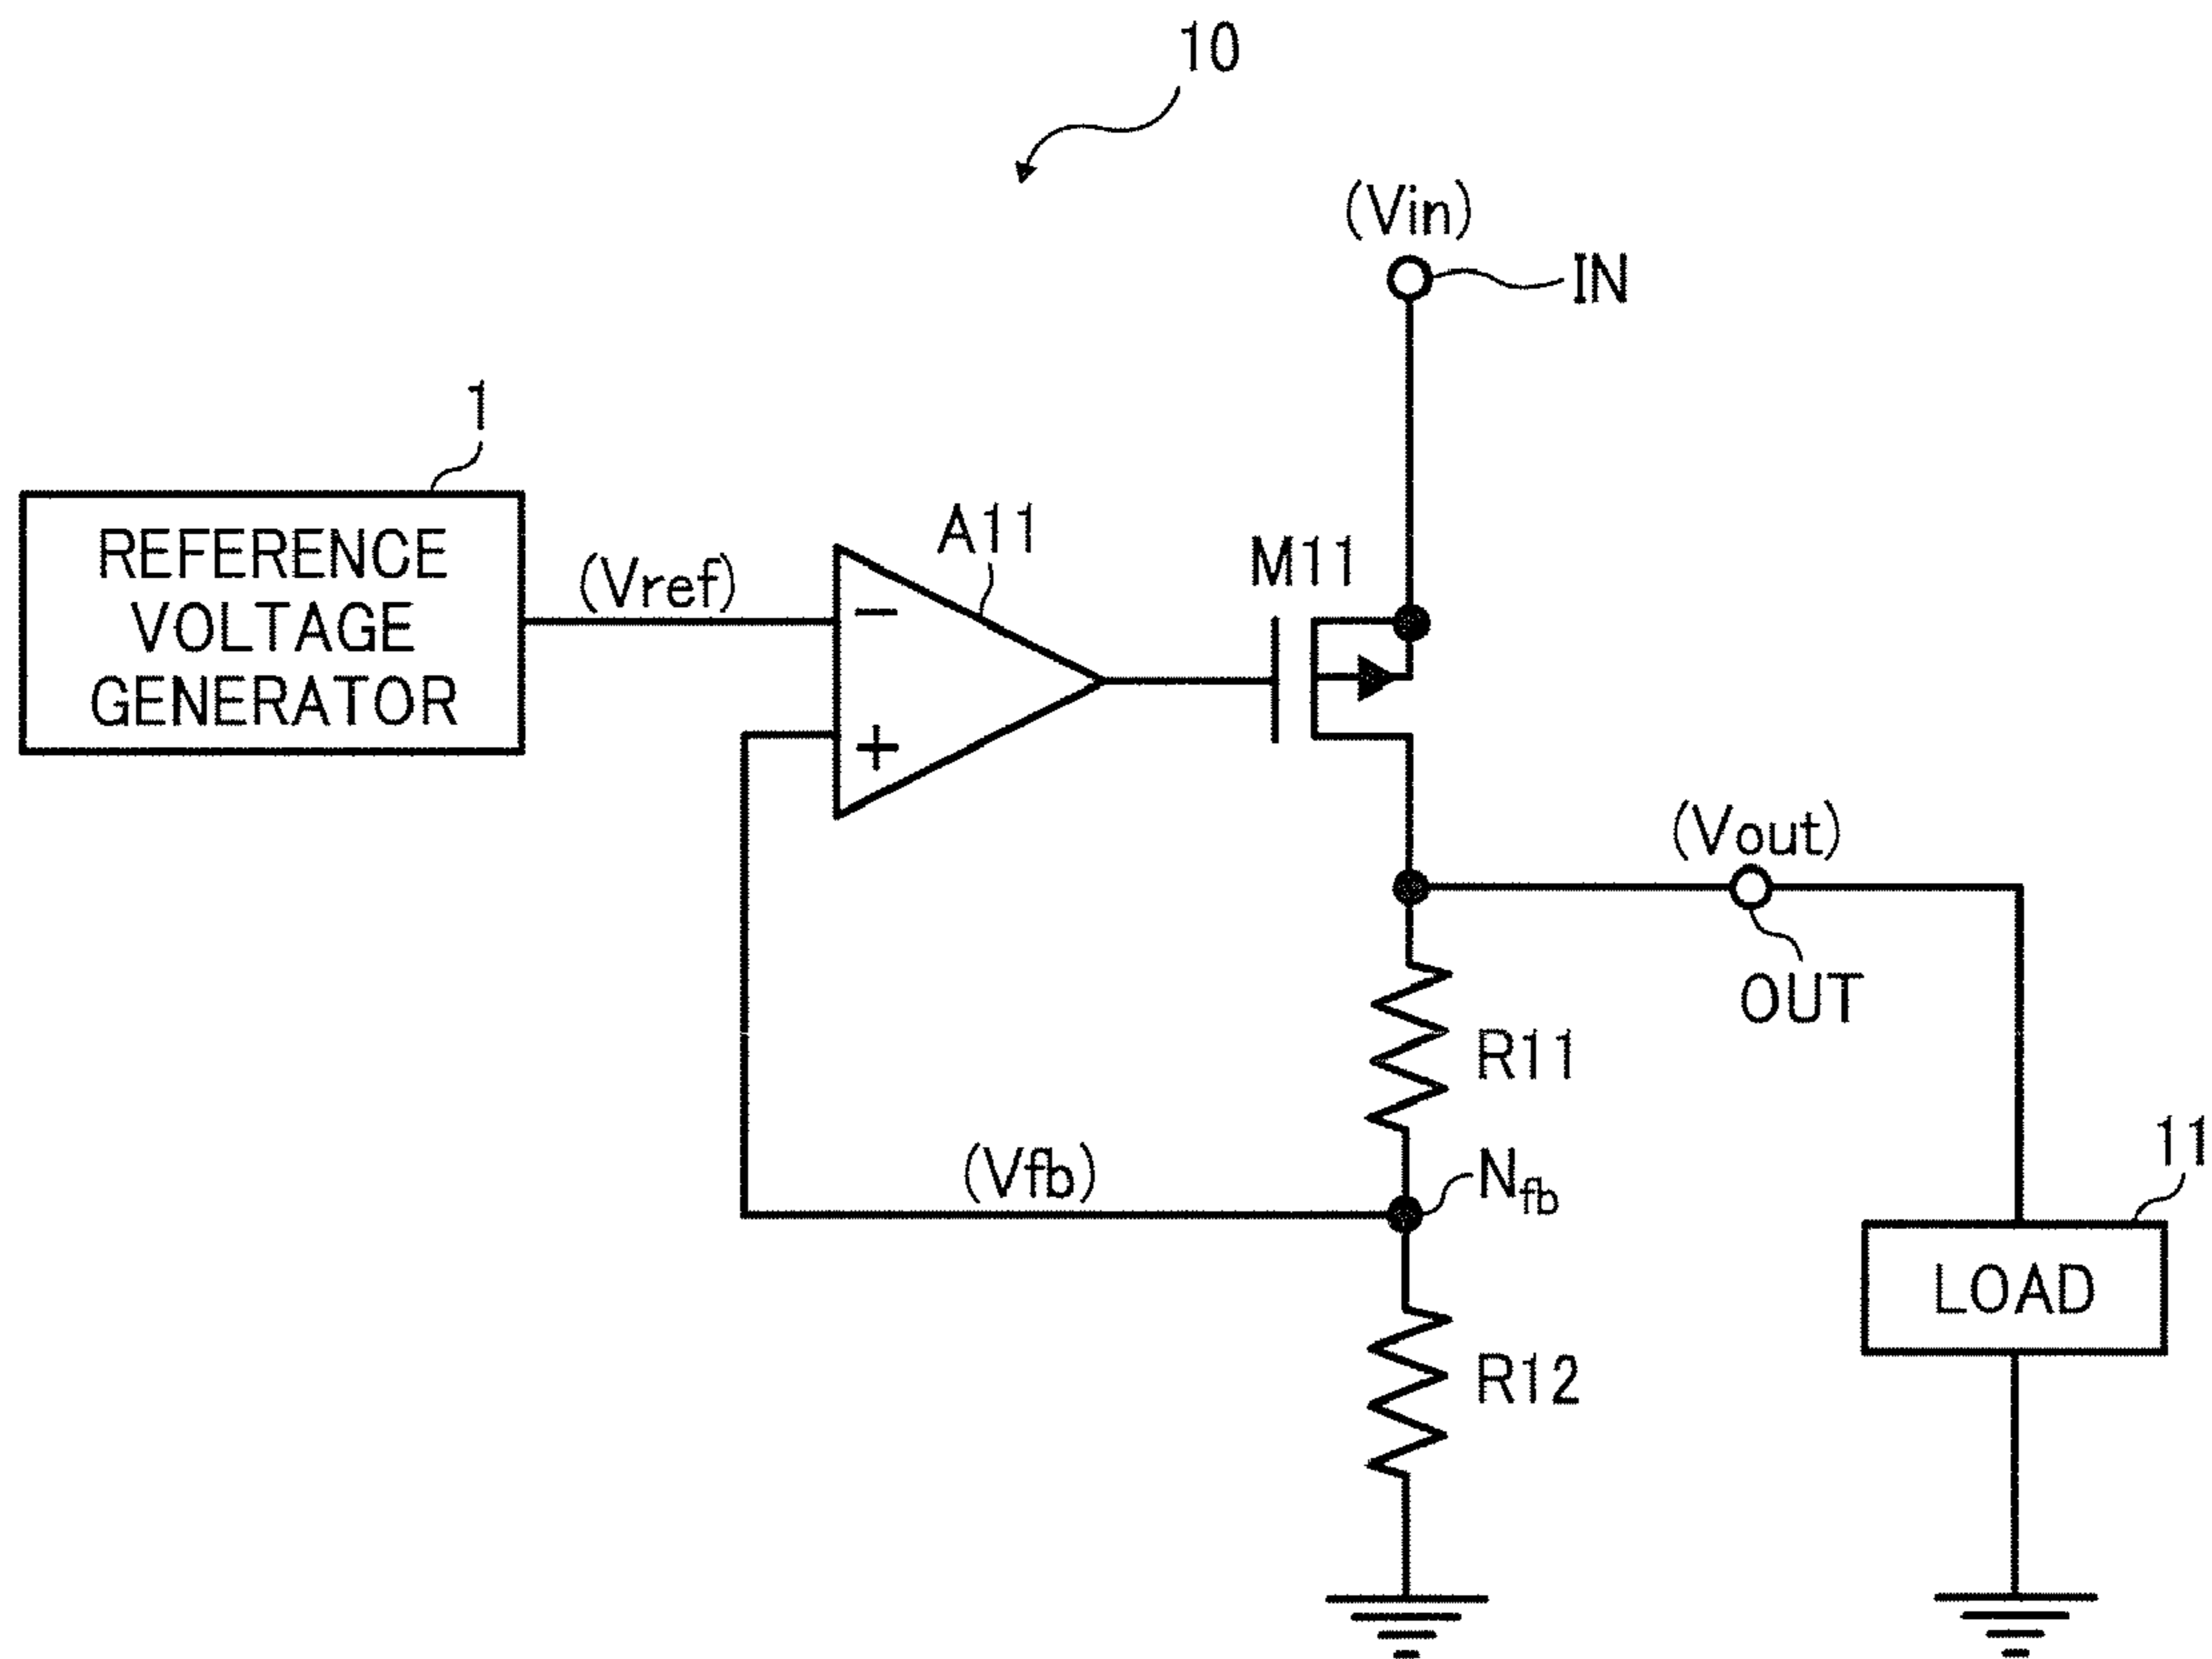 10
(Vin)
IN
1
REFERENCE
VOLTAGE
GENERATOR
(Vref)
A11
−
+
M11
(Vout)
OUT
R11
(Vfb)
Nfb
11
LOAD
R12